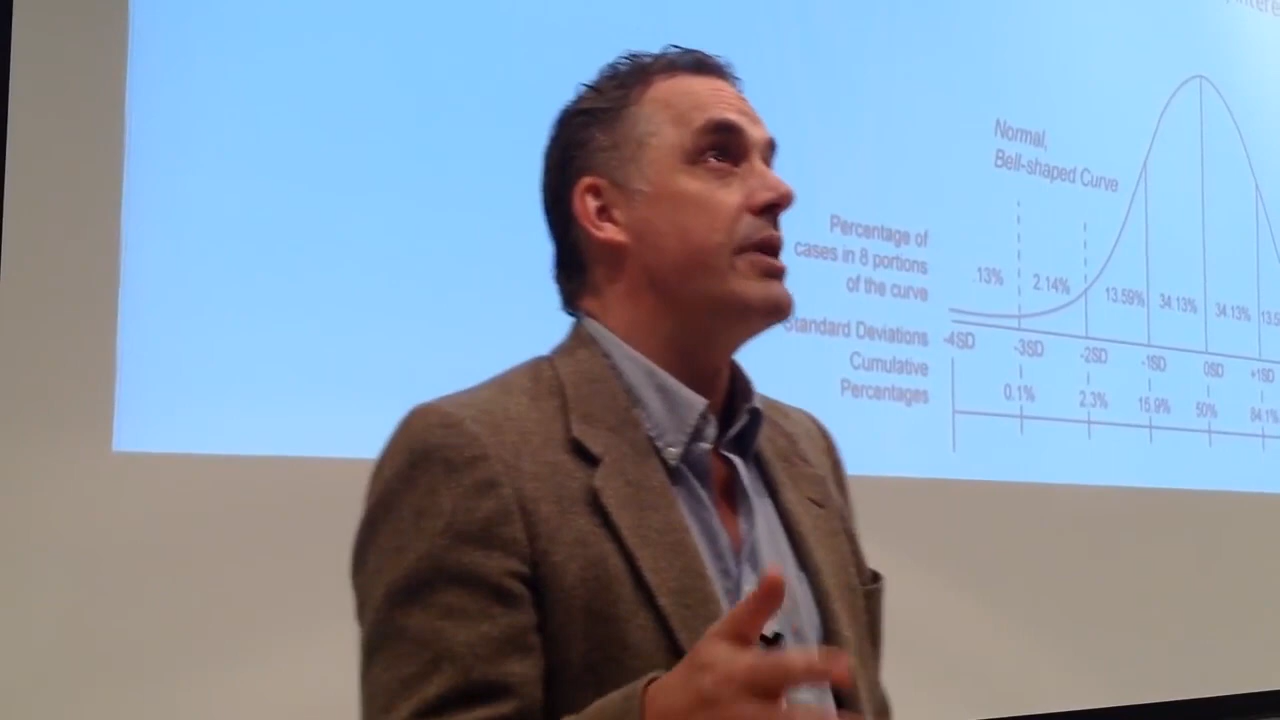 Normal,
Bell-shaped Curve
Percentage of
cases in 8 portions
of the curve
.13%
2.14%
13.59%
34.13%
34.13%
13.5
Standard Deviations
-4SD
-3SD
-2SD
-1SD
0SD
+1SD
Cumulative
Percentages
0.1%
2.3%
15.9%
50%
84.1%